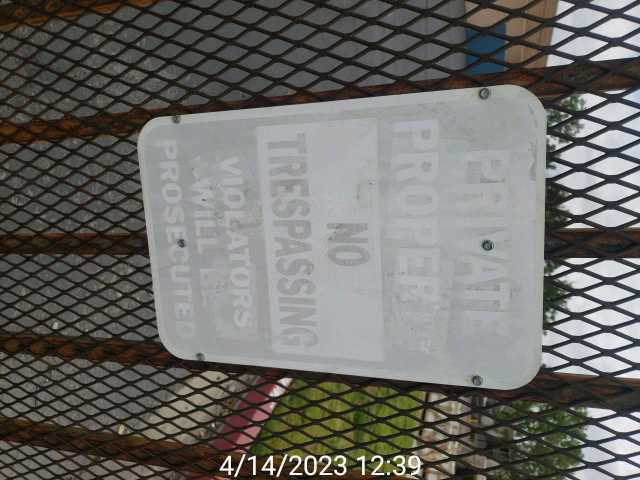 PRIVATE
PROPERTY
NO
TRESPASSING
VIOLATORS
WILL BE
PROSECUTED
4/14/2023 12:39